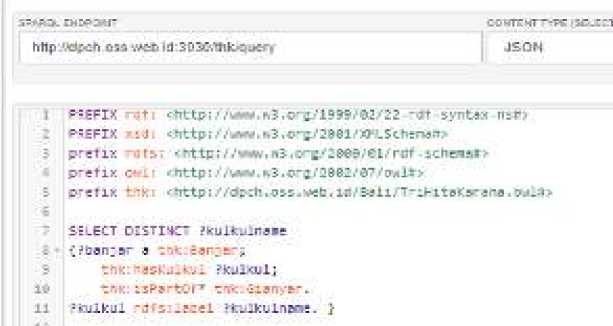 SPARQL ENDPOINT
CONTENT TYPE (SELECT
http://dpch.oss.web.id:3030/thk/query
JSON
1 PREFIX rdf: <http://www.w3.org/1999/02/22-rdf-syntax-ns#>
2 PREFIX xsd: <http://www.w3.org/2001/XMLSchema#>
3 prefix rdfs: <http://www.w3.org/2000/01/rdf-schema#>
4 prefix owl: <http://www.w3.org/2002/07/owl#>
5 prefix thk: <http://dpch.oss.web.id/Bali/TriHitaKarana.owl#>
6
7 SELECT DISTINCT ?kulkulname
8 {?banjar a thk:Banjar;
9 thk:hasKulkul ?kulkul;
10 thk:isPartOf* thk:Gianyar.
11 ?kulkul rdfs:label ?kulkulname. }